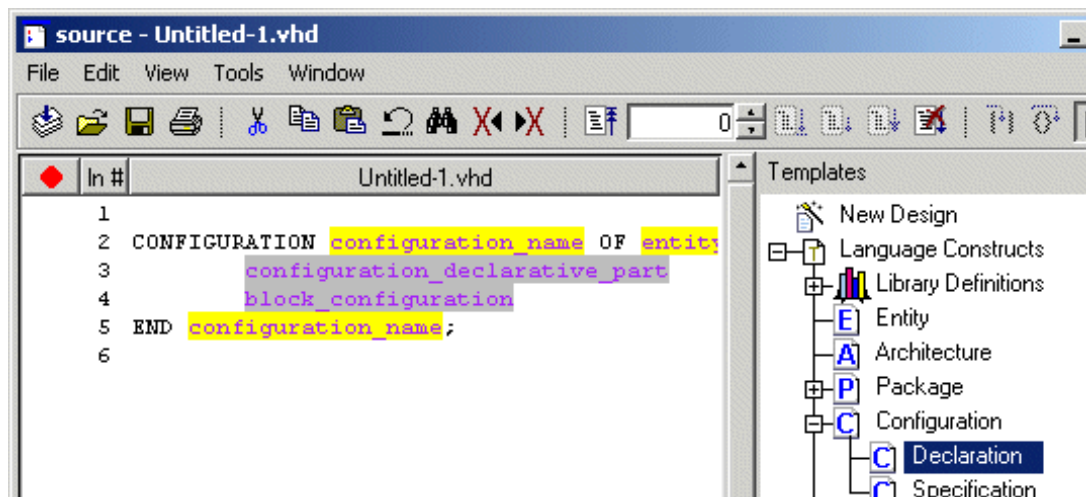 source - Untitled-1.vhd
File Edit View Tools Window
0
ln # Untitled-1.vhd
1
2 CONFIGURATION configuration_name OF entity
3 configuration_declarative_part
4 block_configuration
5 END configuration_name;
6
Templates
New Design
Language Constructs
Library Definitions
E Entity
A Architecture
P Package
C Configuration
C Declaration
C Specification